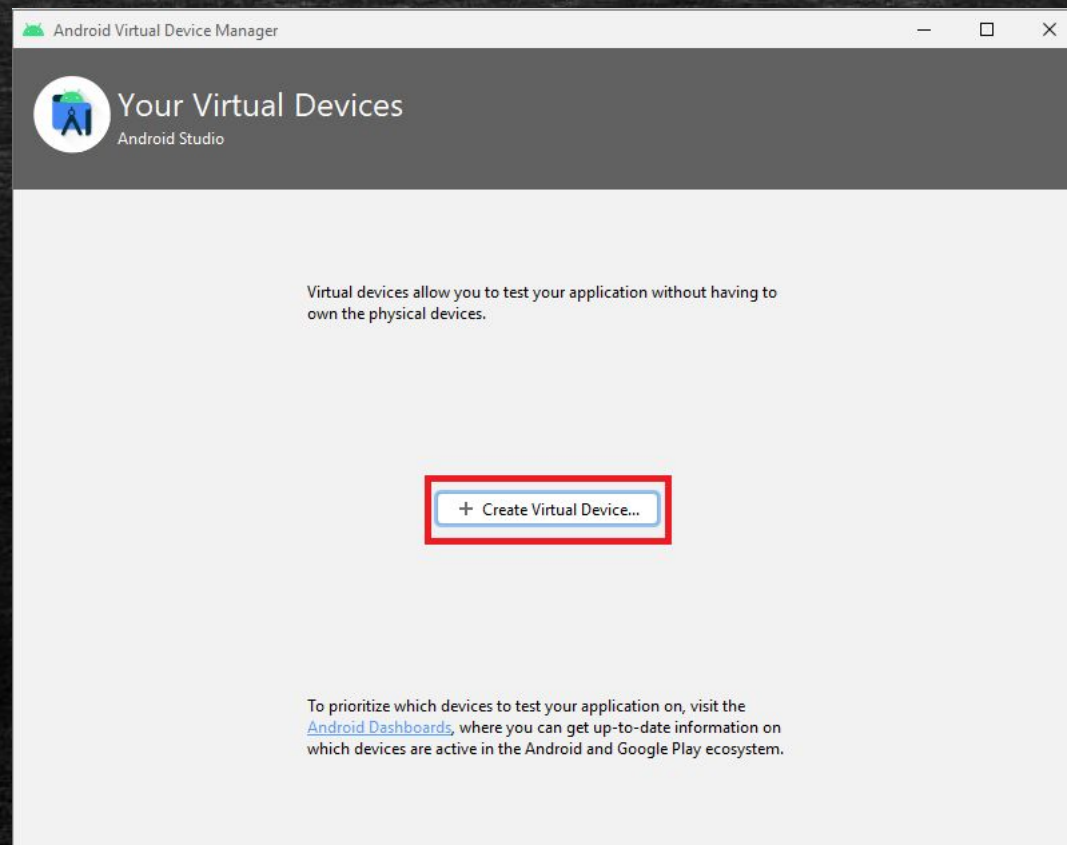 Android Virtual Device Manager
Your Virtual Devices
Android Studio
Virtual devices allow you to test your application without having to
own the physical devices.
+ Create Virtual Device...
To prioritize which devices to test your application on, visit the
Android Dashboards, where you can get up-to-date information on
which devices are active in the Android and Google Play ecosystem.